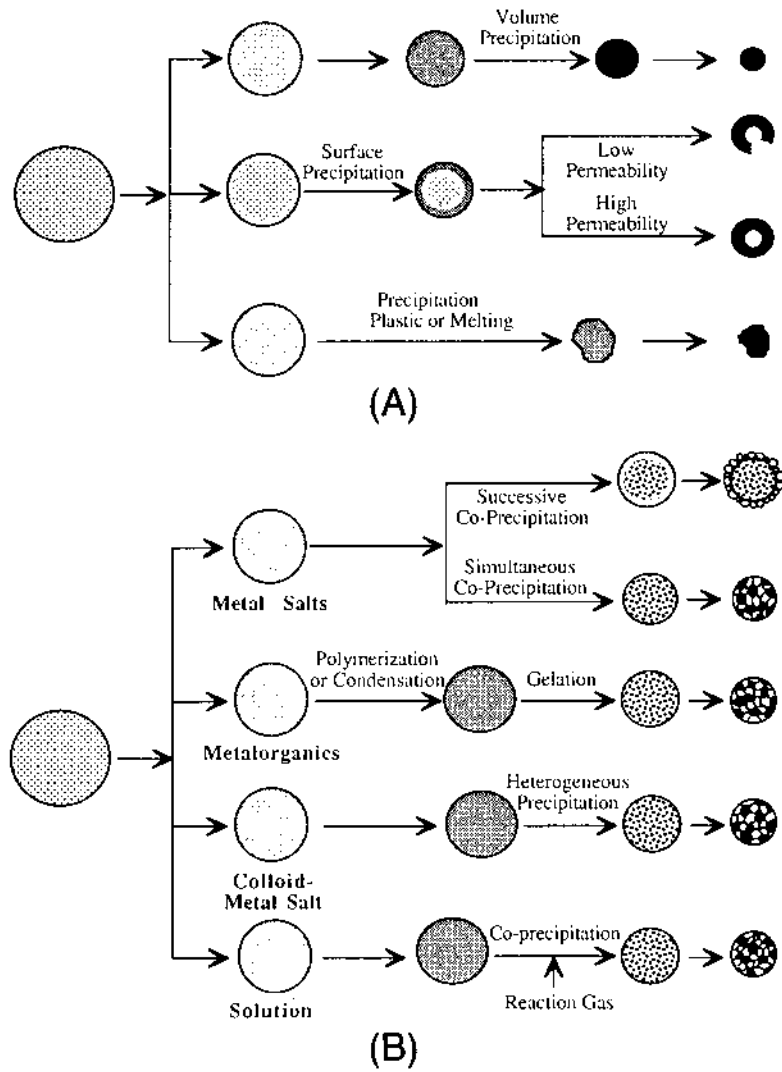 Volume
Precipitation
Surface
Precipitation
Low
Permeability
High
Permeability
Precipitation
Plastic or Melting
(A)
Successive
Co-Precipitation
Simultaneous
Co-Precipitation
Metal Salts
Polymerization
or Condensation
Gelation
Metalorganics
Heterogeneous
Precipitation
Colloid-
Metal Salt
Co-precipitation
Reaction Gas
Solution
(B)